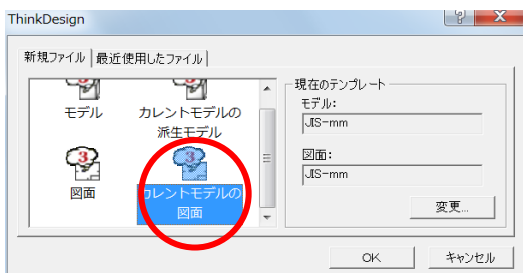 ThinkDesign
新規ファイル 最近使用したファイル
モデル
カレントモデルの
派生モデル
図面
カレントモデルの
図面
現在のテンプレート
モデル:
JIS-mm
図面:
JIS-mm
変更...
OK キャンセル